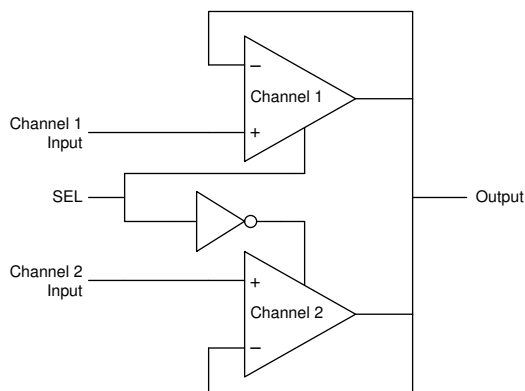 −
Channel 1
Channel 1
Input
+
SEL
Output
Channel 2
Input
+
Channel 2
−